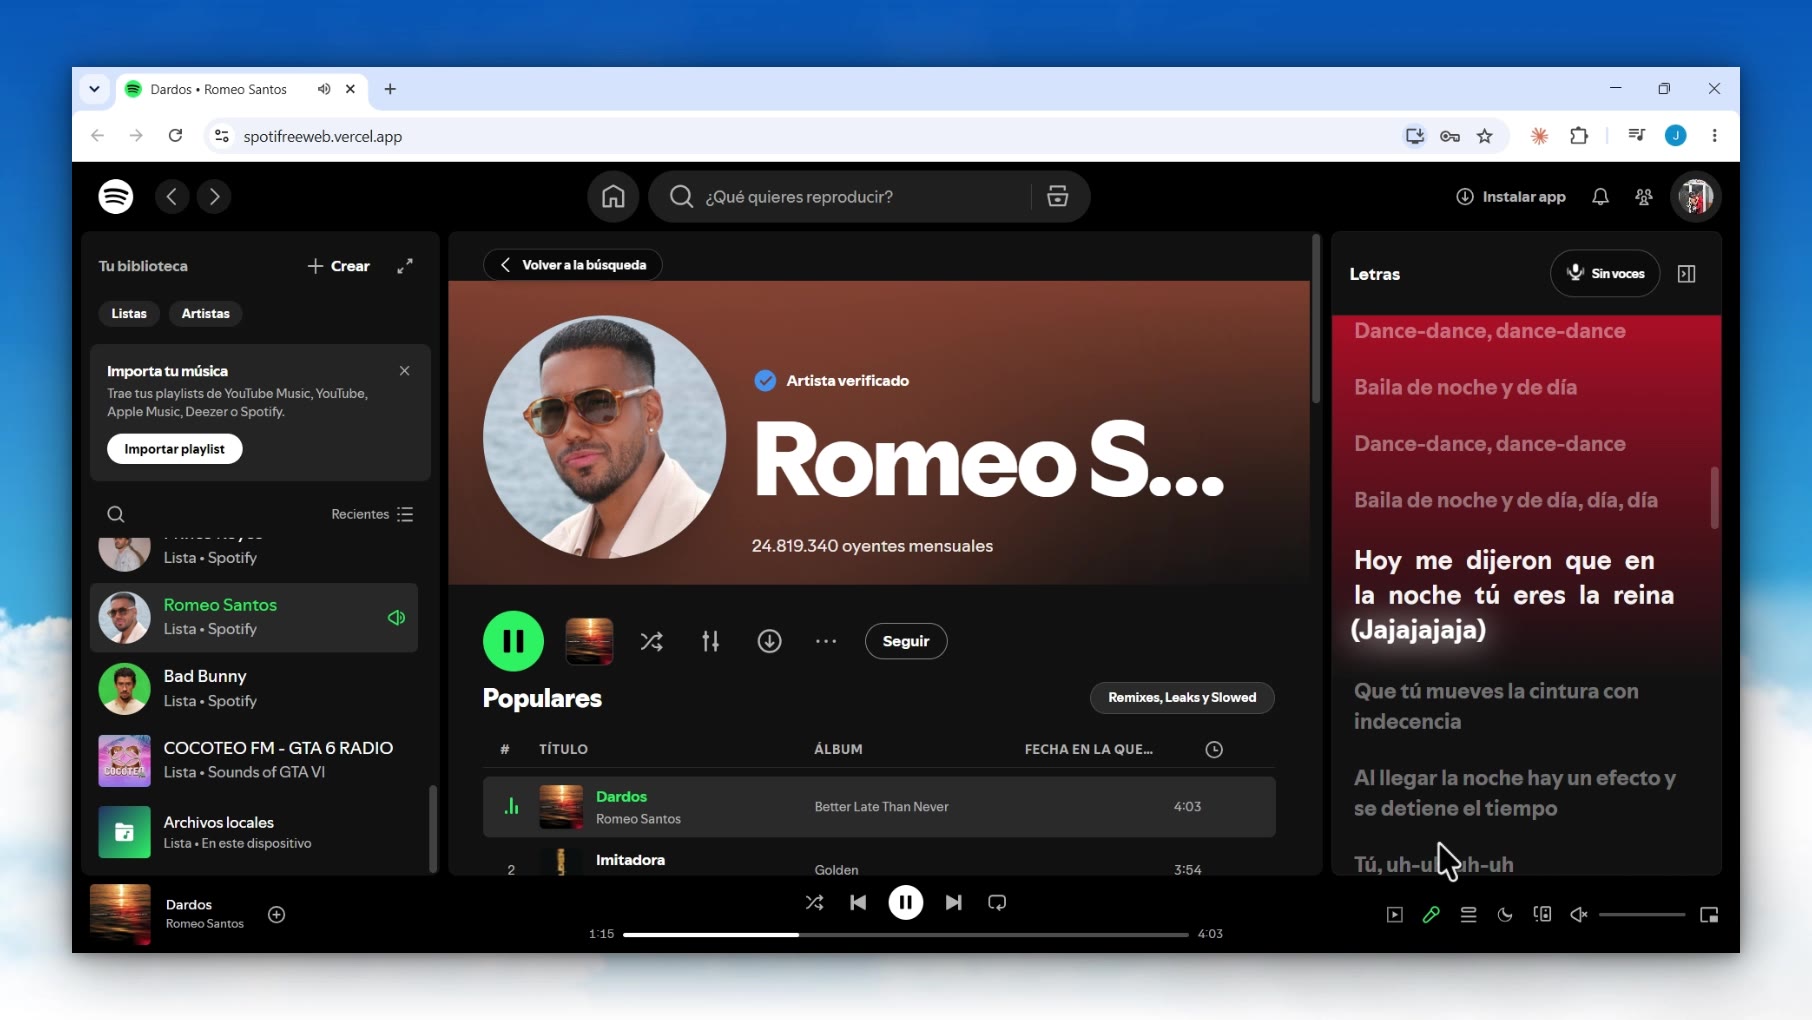 Dardos • Romeo Santos
spotifreeweb.vercel.app
J
¿Qué quieres reproducir?
Instalar app
Tu biblioteca
Crear
Listas
Artistas
Importa tu música
Trae tus playlists de YouTube Music, YouTube,
Apple Music, Deezer o Spotify.
Importar playlist
Recientes
Lista • Spotify
Romeo Santos
Lista • Spotify
Bad Bunny
Lista • Spotify
COCOTEO FM - GTA 6 RADIO
Lista • Sounds of GTA VI
Archivos locales
Lista • En este dispositivo
Volver a la búsqueda
Artista verificado
Romeo S...
24.819.340 oyentes mensuales
Seguir
Populares
Remixes, Leaks y Slowed
# TÍTULO ÁLBUM FECHA EN LA QUE...
Dardos
Romeo Santos
Better Late Than Never
4:03
2
Imitadora
Golden
3:54
Letras
Sin voces
Dance-dance, dance-dance
Baila de noche y de día
Dance-dance, dance-dance
Baila de noche y de día, día, día
Hoy me dijeron que en
la noche tú eres la reina
(Jajajajaja)
Que tú mueves la cintura con
indecencia
Al llegar la noche hay un efecto y
se detiene el tiempo
Tú,
Dardos
Romeo Santos
1:15
4:03